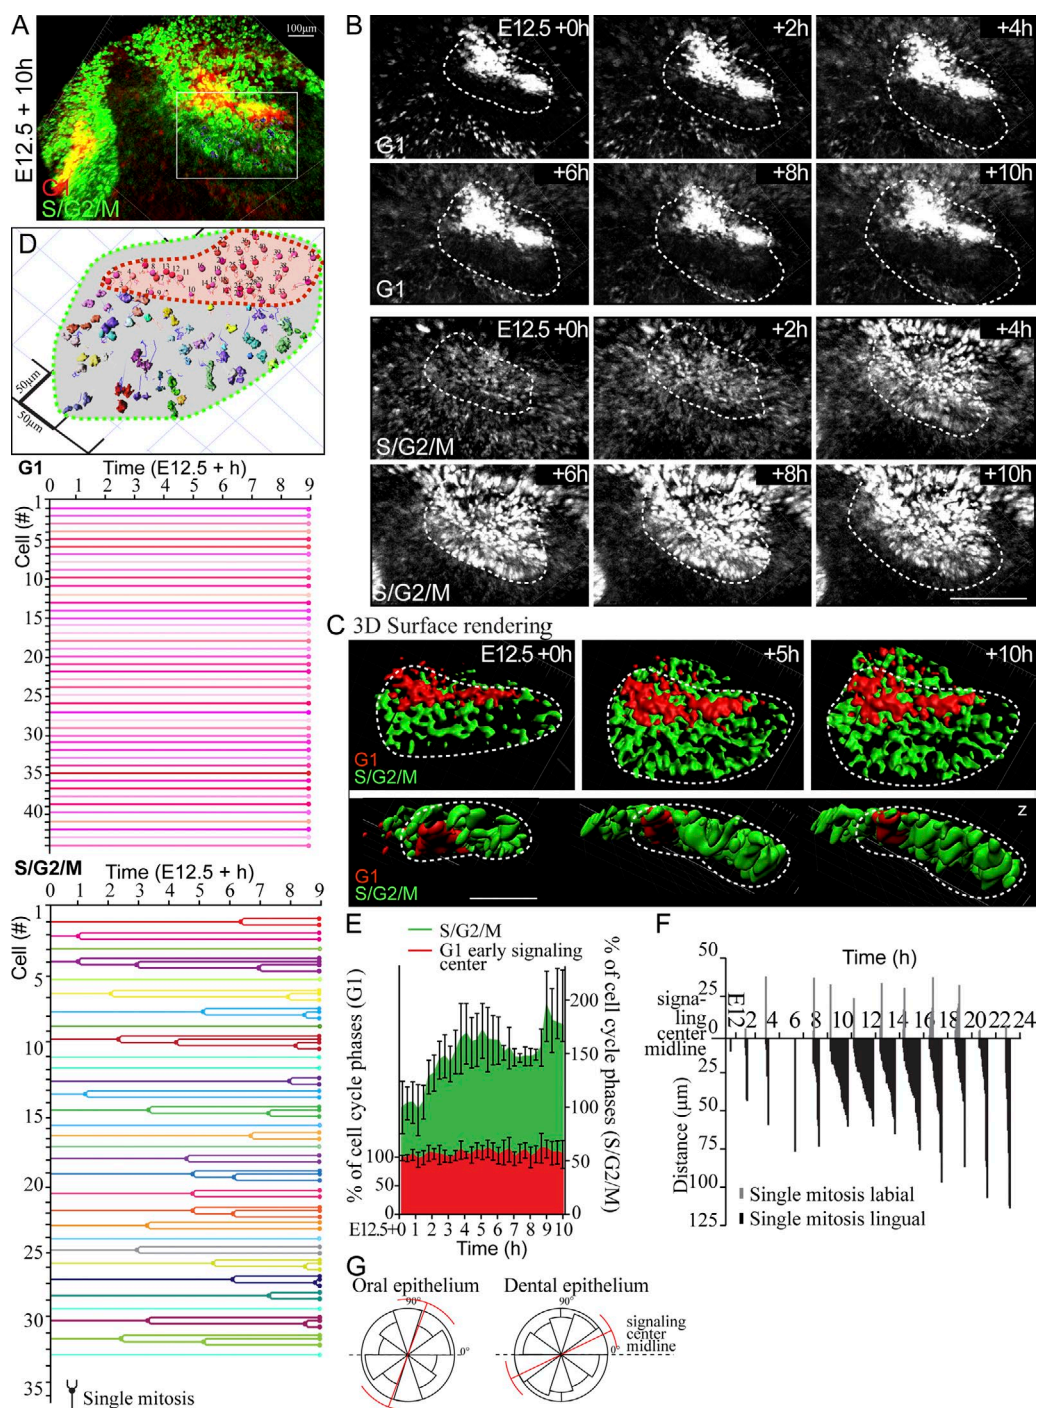 A
100μm
E12.5 + 10h
G1
S/G2/M
B
E12.5 +0h
+2h
+4h
G1
+6h
+8h
+10h
G1
E12.5 +0h
+2h
+4h
S/G2/M
+6h
+8h
+10h
S/G2/M
C 3D Surface rendering
E12.5 +0h
+5h
+10h
G1
S/G2/M
z
G1
S/G2/M
D
50μm
50μm
G1 Time (E12.5 + h)
0 1 2 3 4 5 6 7 8 9
Cell (#)
1
5
10
15
20
25
30
35
40
S/G2/M Time (E12.5 + h)
0 1 2 3 4 5 6 7 8 9
Cell (#)
1
5
10
15
20
25
30
35
Single mitosis
E
S/G2/M
G1 early signaling
center
% of cell cycle phases (G1)
100
50
0
% of cell cycle phases (S/G2/M)
200
150
100
50
0
E12.5+
0 1 2 3 4 5 6 7 8 9 10
Time (h)
F
Time (h)
50
25
0
25
50
75
100
125
signa-
ling
center
midline
E12
2 4 6 8 10 12 14 16 18 20 22 24
Distance (μm)
Single mitosis labial
Single mitosis lingual
G
Oral epithelium
90°
0°
Dental epithelium
90°
0°
signaling
center
midline